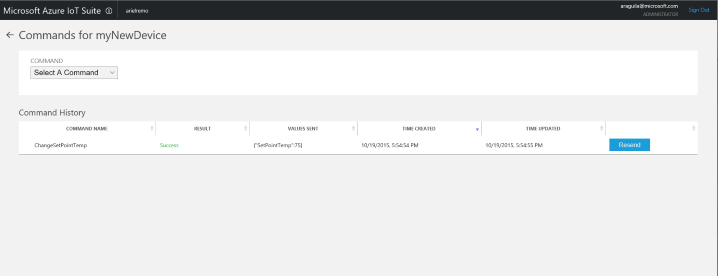 Microsoft Azure IoT Suite arietremo araguila@microsoft.com Sign Out
ADMINISTRATOR
Commands for myNewDevice
COMMAND
Select A Command
Command History
COMMAND NAME RESULT VALUES SENT TIME CREATED TIME UPDATED
ChangeSetPointTemp Success {"SetPointTemp":75} 10/19/2015, 5:54:54 PM 10/19/2015, 5:54:55 PM Resend